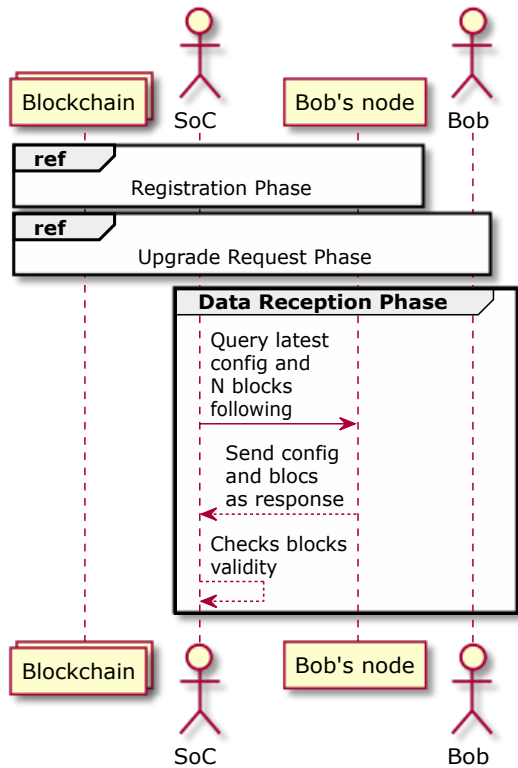 Blockchain
SoC
Bob's node
Bob
ref
Registration Phase
ref
Upgrade Request Phase
Data Reception Phase
Query latest
config and
N blocks
following
Send config
and blocs
as response
Checks blocks
validity
Blockchain
SoC
Bob's node
Bob